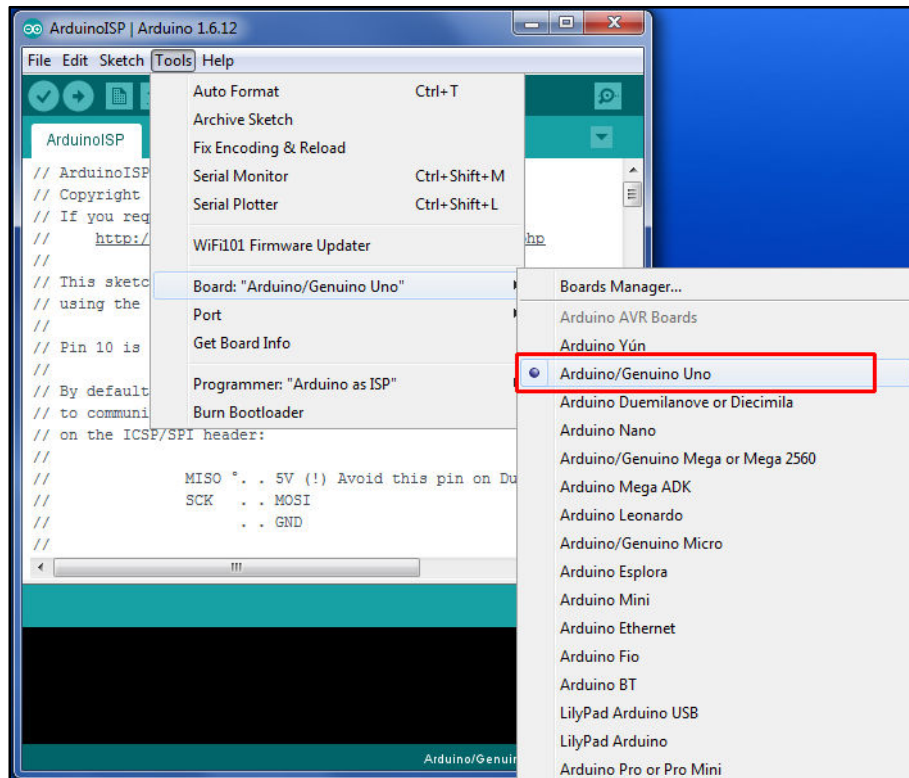 ArduinoISP | Arduino 1.6.12
File Edit Sketch Tools Help
ArduinoISP
Auto Format Ctrl+T
Archive Sketch
Fix Encoding & Reload
Serial Monitor Ctrl+Shift+M
Serial Plotter Ctrl+Shift+L
WiFi101 Firmware Updater
Board: "Arduino/Genuino Uno"
Port
Get Board Info
Programmer: "Arduino as ISP"
Burn Bootloader
// ArduinoISP
// Copyright
// If you req
// http:/ hp
//
// This sketc
// using the
//
// Pin 10 is
//
// By default
// to communi
// on the ICSP/SPI header:
//
// MISO °. . 5V (!) Avoid this pin on Du
// SCK . . MOSI
// . . GND
//
Boards Manager...
Arduino AVR Boards
Arduino Yún
Arduino/Genuino Uno
Arduino Duemilanove or Diecimila
Arduino Nano
Arduino/Genuino Mega or Mega 2560
Arduino Mega ADK
Arduino Leonardo
Arduino/Genuino Micro
Arduino Esplora
Arduino Mini
Arduino Ethernet
Arduino Fio
Arduino BT
LilyPad Arduino USB
LilyPad Arduino
Arduino Pro or Pro Mini
Arduino/Genuin